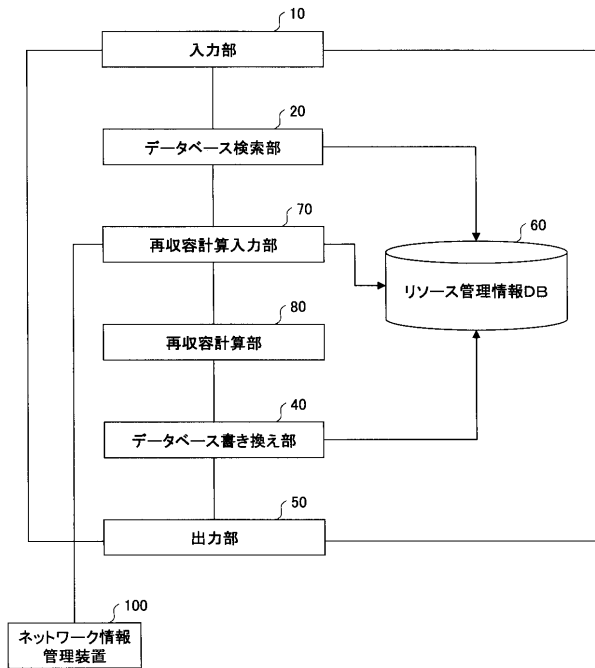 10
入力部
20
データベース検索部
70
再収容計算入力部
60
リソース管理情報DB
80
再収容計算部
40
データベース書き換え部
50
出力部
100
ネットワーク情報
管理装置